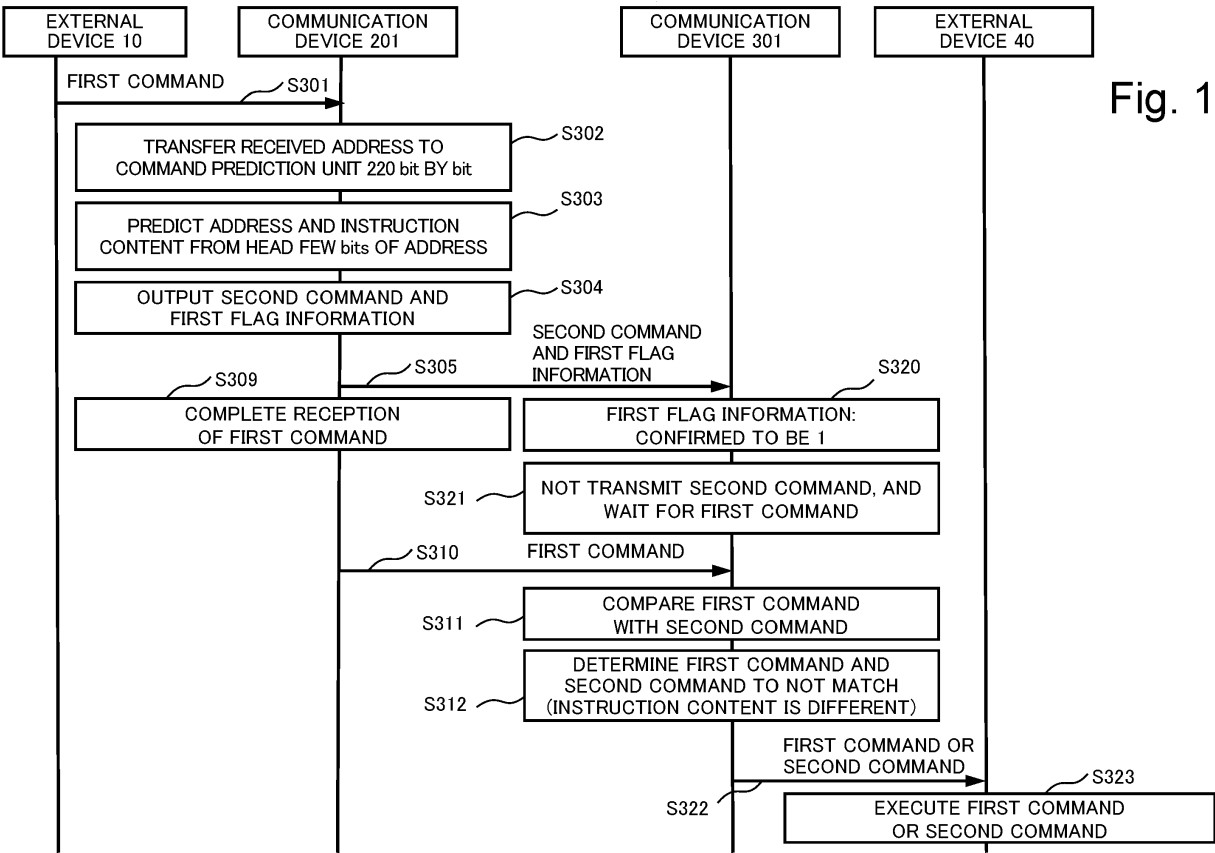 EXTERNAL
DEVICE 10
COMMUNICATION
DEVICE 201
COMMUNICATION
DEVICE 301
EXTERNAL
DEVICE 40
Fig. 1
FIRST COMMAND
S301
S302
TRANSFER RECEIVED ADDRESS TO
COMMAND PREDICTION UNIT 220 bit BY bit
S303
PREDICT ADDRESS AND INSTRUCTION
CONTENT FROM HEAD FEW bits OF ADDRESS
S304
OUTPUT SECOND COMMAND AND
FIRST FLAG INFORMATION
SECOND COMMAND
AND FIRST FLAG
INFORMATION
S305
S309
COMPLETE RECEPTION
OF FIRST COMMAND
S320
FIRST FLAG INFORMATION:
CONFIRMED TO BE 1
S321
NOT TRANSMIT SECOND COMMAND, AND
WAIT FOR FIRST COMMAND
S310
FIRST COMMAND
S311
COMPARE FIRST COMMAND
WITH SECOND COMMAND
S312
DETERMINE FIRST COMMAND AND
SECOND COMMAND TO NOT MATCH
(INSTRUCTION CONTENT IS DIFFERENT)
FIRST COMMAND OR
SECOND COMMAND
S322
S323
EXECUTE FIRST COMMAND
OR SECOND COMMAND